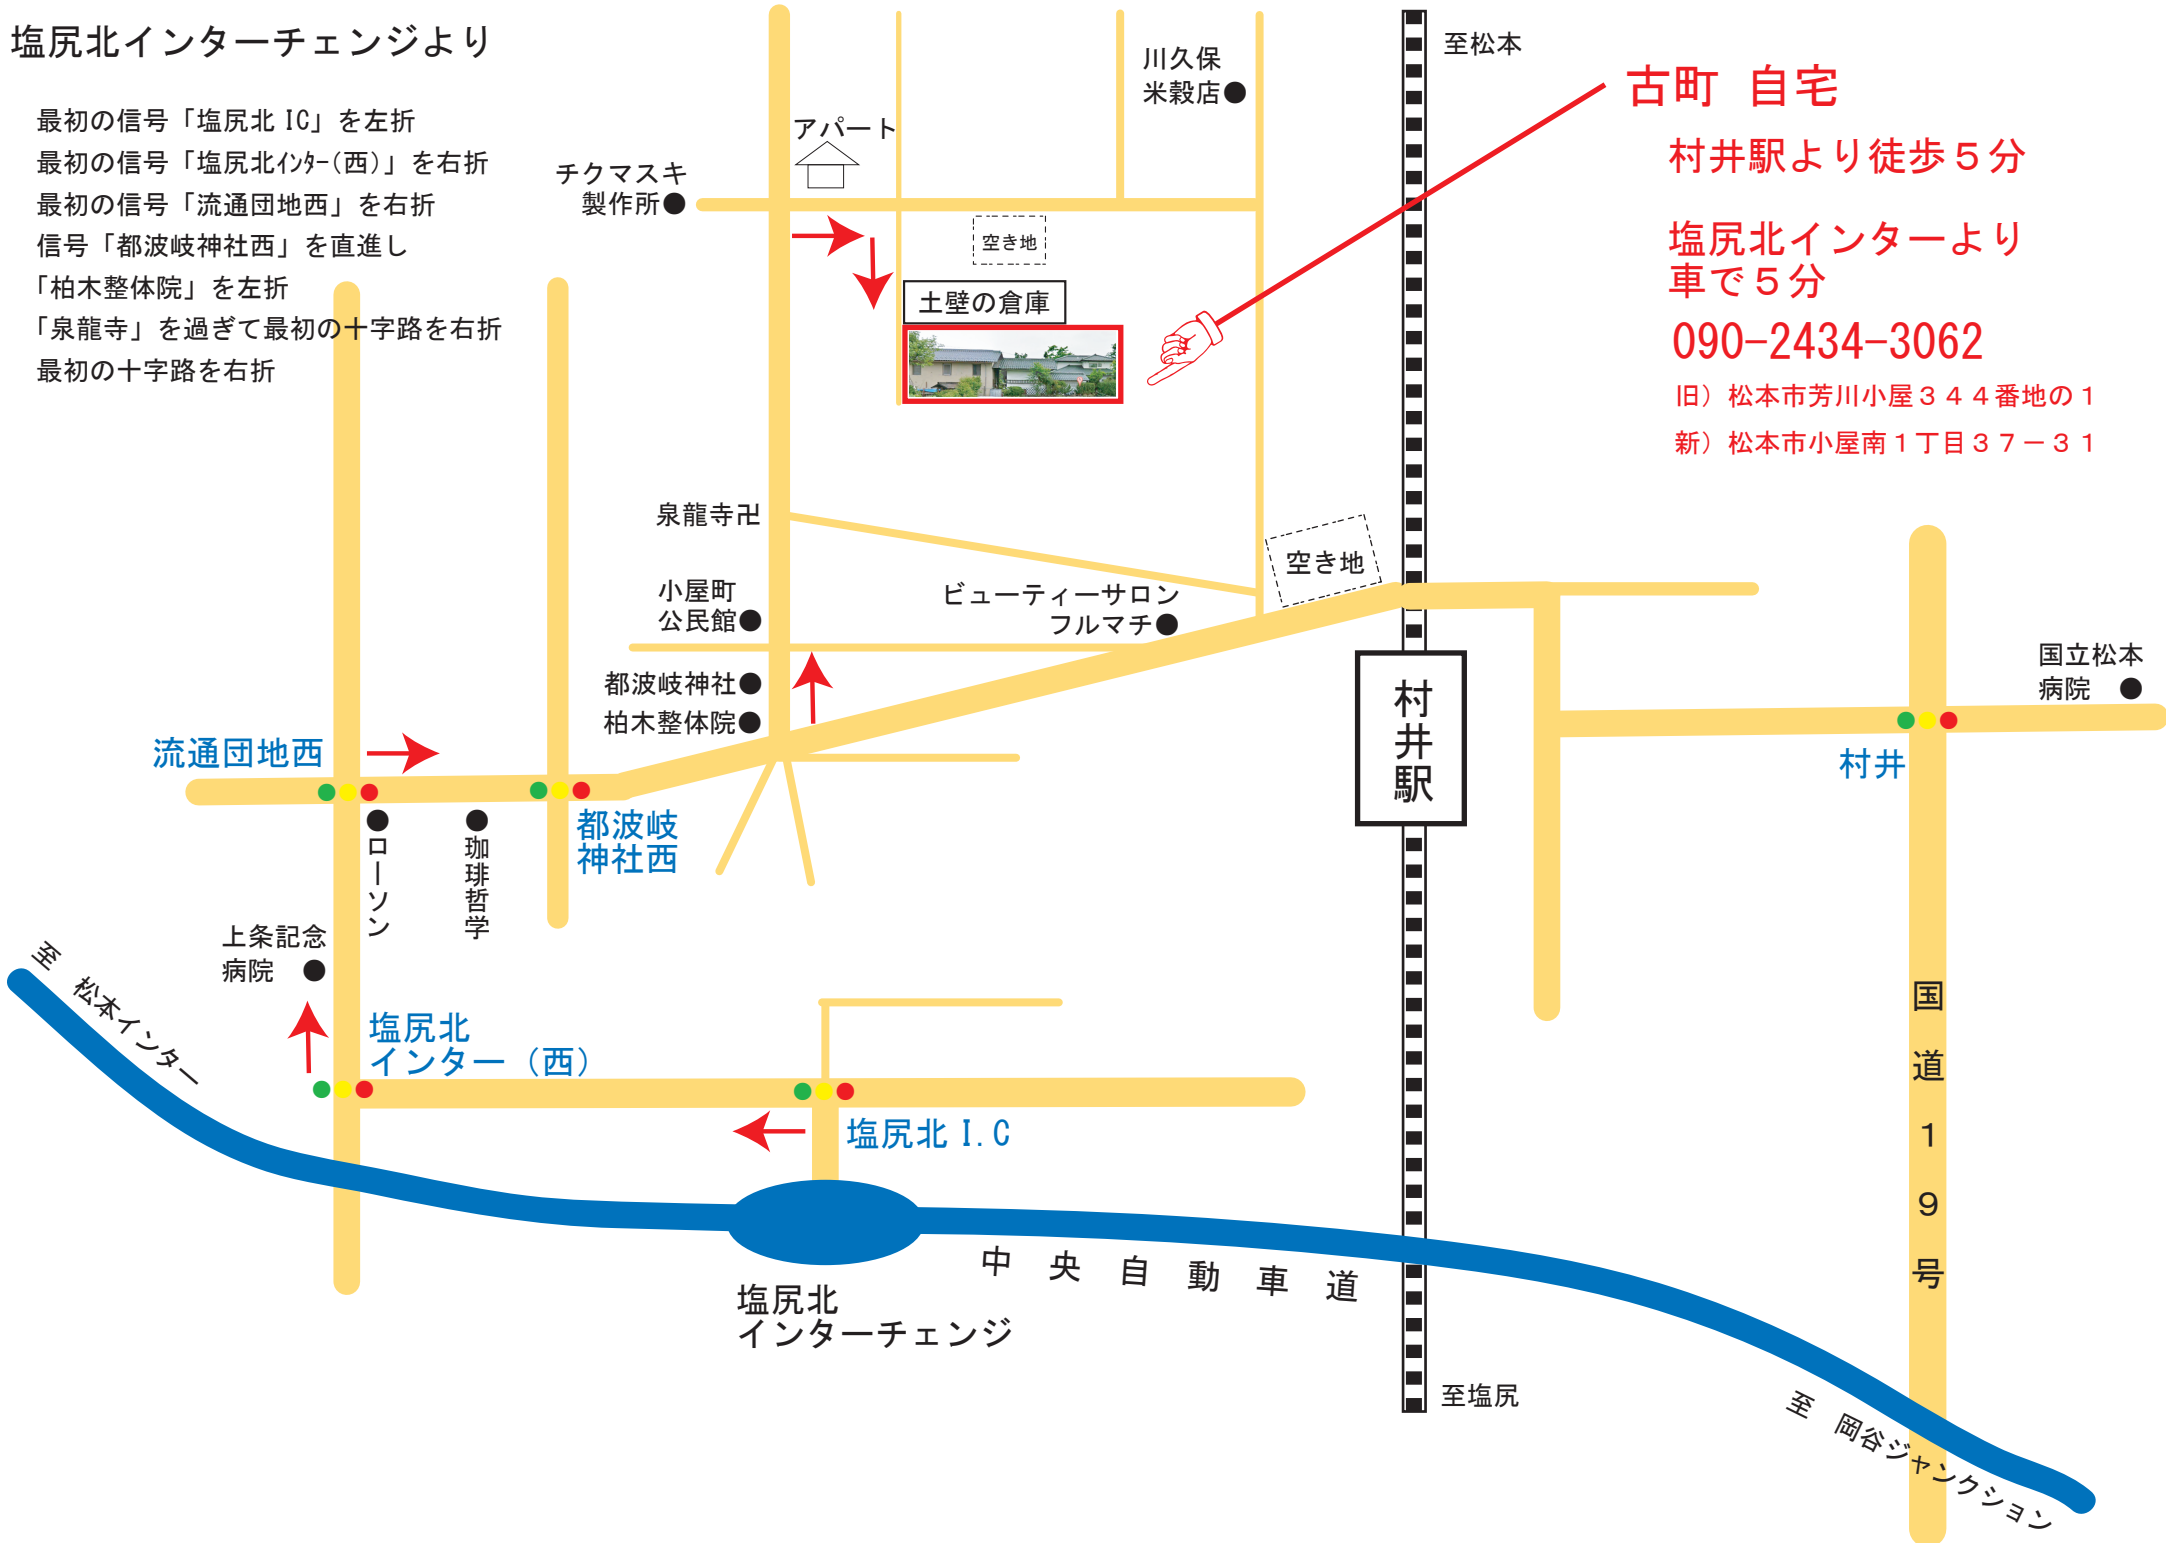 塩尻北インターチェンジより
最初の信号「塩尻北 IC」を左折
最初の信号「塩尻北ｲﾝﾀｰ(西)」を右折
最初の信号「流通団地西」を右折
信号「都波岐神社西」を直進し
「柏木整体院」を左折
「泉龍寺」を過ぎて最初の十字路を右折
最初の十字路を右折
川久保
米穀店●
至松本
アパート
チクマスキ
製作所●
空き地
土壁の倉庫
古町 自宅
村井駅より徒歩５分
塩尻北インターより
車で５分
090-2434-3062
旧）松本市芳川小屋３４４番地の１
新）松本市小屋南１丁目３７－３１
泉龍寺卍
小屋町
公民館●
ビューティーサロン
フルマチ●
空き地
都波岐神社●
柏木整体院●
村井駅
国立松本
病院 ●
村井
流通団地西
●ローソン
●珈琲哲学
都波岐
神社西
上条記念
病院 ●
至 松本インター
塩尻北
インター（西）
塩尻北 I.C
国道１９号
塩尻北
インターチェンジ
中央自動車道
至塩尻
至 岡谷ジャンクション